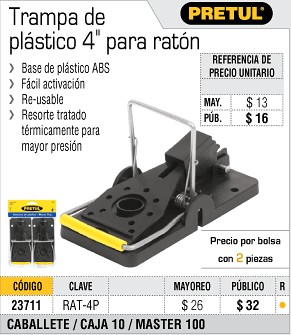 Trampa de
plástico 4" para ratón
PRETUL®
Base de plástico ABS
Fácil activación
Re-usable
Resorte tratado
térmicamente para
mayor presión
REFERENCIA DE
PRECIO UNITARIO
MAY. $ 13
PÚB. $ 16
PRETUL
Precio por bolsa
con 2 piezas
CÓDIGO CLAVE MAYOREO PÚBLICO R
23711 RAT-4P $ 26 $ 32
CABALLETE / CAJA 10 / MASTER 100